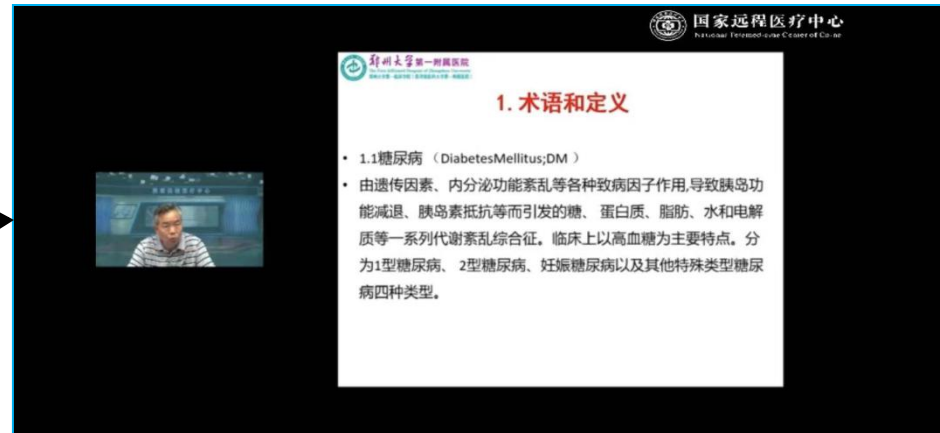 国家远程医疗中心
郑州大学第一附属医院
1. 术语和定义
• 1.1糖尿病 （DiabetesMellitus;DM ）
• 由遗传因素、内分泌功能紊乱等各种致病因子作用,导致胰岛功
能减退、胰岛素抵抗等而引发的糖、 蛋白质、脂肪、水和电解
质等一系列代谢紊乱综合征。临床上以高血糖为主要特点。分
为1型糖尿病、 2型糖尿病、妊娠糖尿病以及其他特殊类型糖尿
病四种类型。